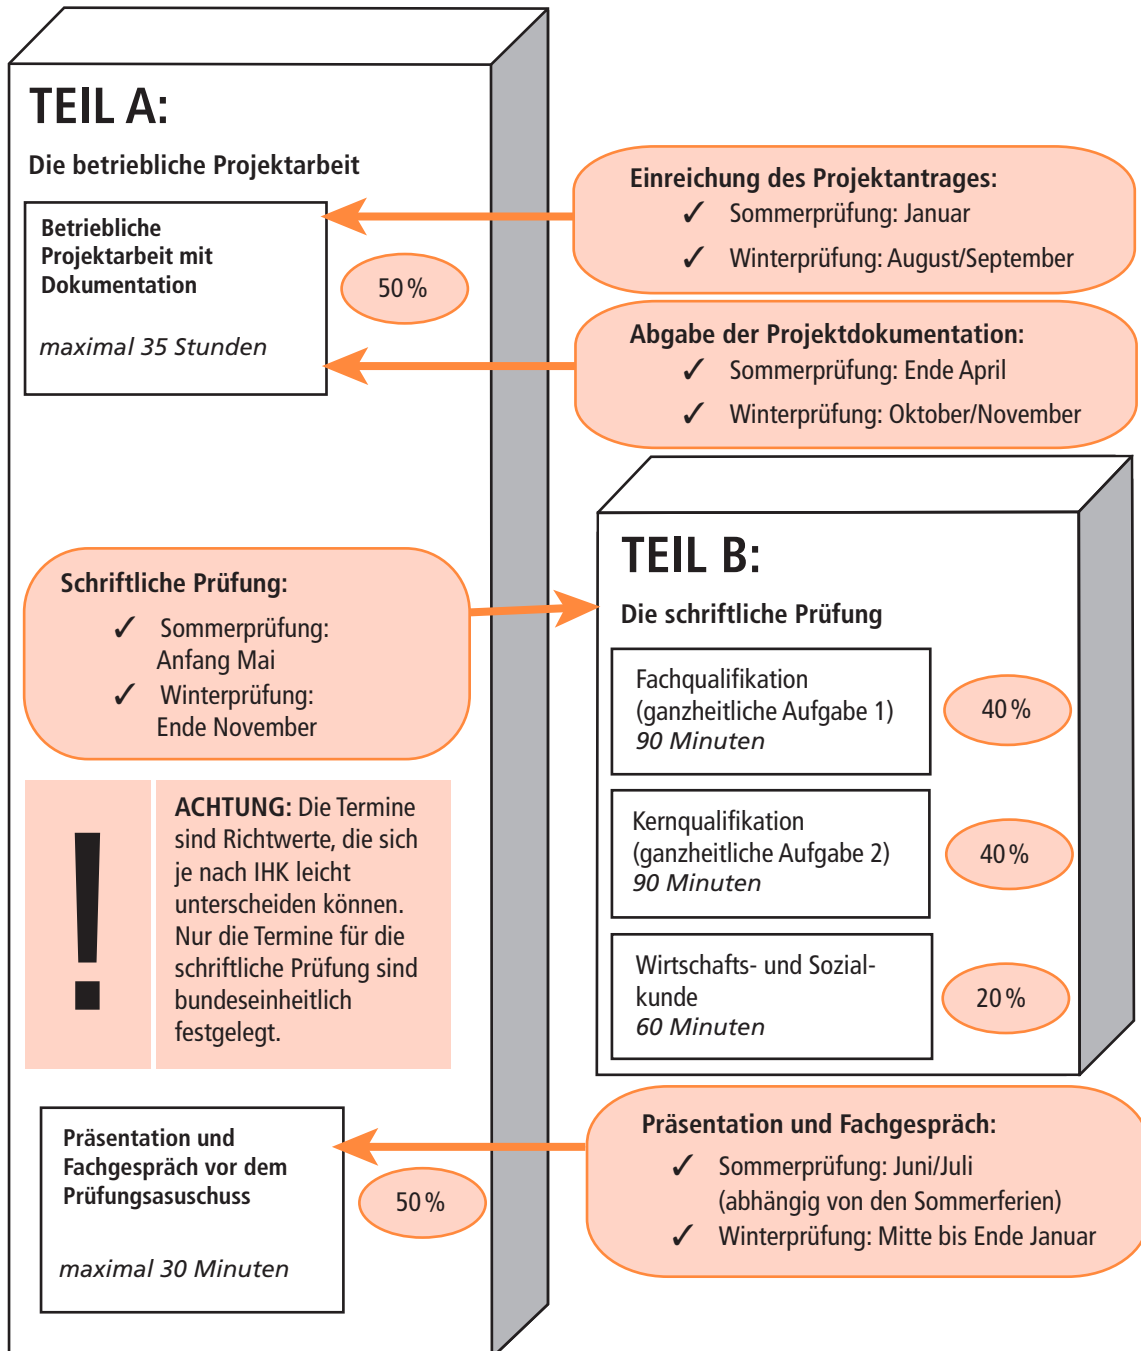 TEIL A:
Die betriebliche Projektarbeit
Betriebliche
Projektarbeit mit
Dokumentation
maximal 35 Stunden
50 %
Einreichung des Projektantrages:
✓ Sommerprüfung: Januar
✓ Winterprüfung: August/September
Abgabe der Projektdokumentation:
✓ Sommerprüfung: Ende April
✓ Winterprüfung: Oktober/November
Schriftliche Prüfung:
✓ Sommerprüfung:
Anfang Mai
✓ Winterprüfung:
Ende November
TEIL B:
Die schriftliche Prüfung
Fachqualifikation
(ganzheitliche Aufgabe 1)
90 Minuten
40 %
Kernqualifikation
(ganzheitliche Aufgabe 2)
90 Minuten
40 %
Wirtschafts- und Sozial-
kunde
60 Minuten
20 %
!
ACHTUNG: Die Termine
sind Richtwerte, die sich
je nach IHK leicht
unterscheiden können.
Nur die Termine für die
schriftliche Prüfung sind
bundeseinheitlich
festgelegt.
Präsentation und
Fachgespräch vor dem
Prüfungsasuschuss
maximal 30 Minuten
50 %
Präsentation und Fachgespräch:
✓ Sommerprüfung: Juni/Juli
(abhängig von den Sommerferien)
✓ Winterprüfung: Mitte bis Ende Januar